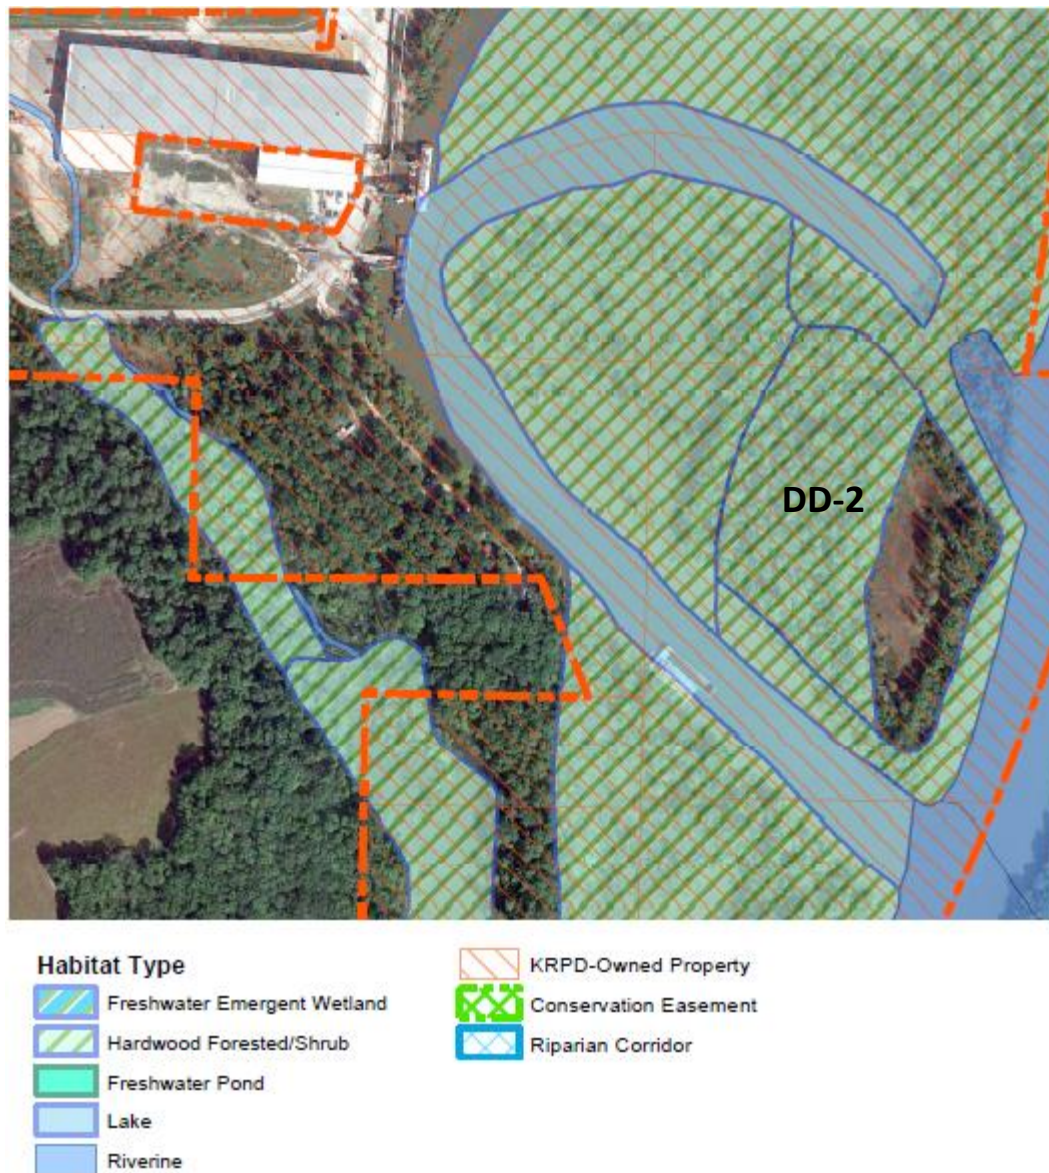 DD-2
Habitat Type
Freshwater Emergent Wetland
Hardwood Forested/Shrub
Freshwater Pond
Lake
Riverine
KRPD-Owned Property
Conservation Easement
Riparian Corridor